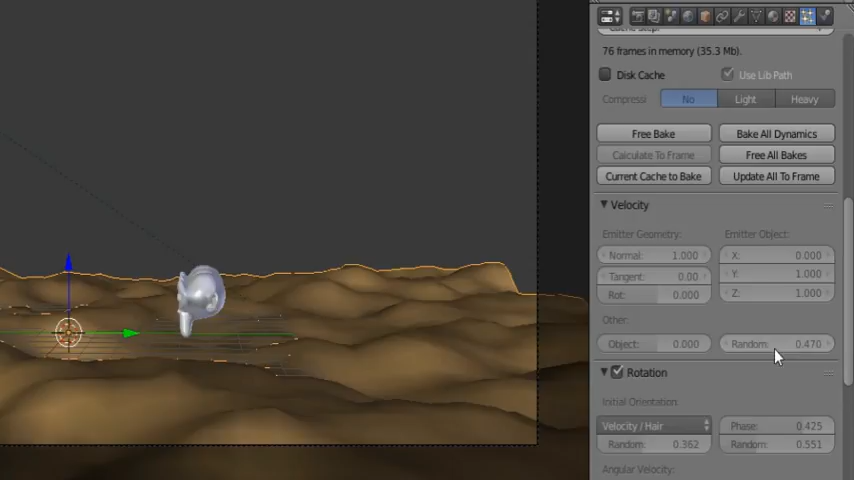 Cache Step:
76 frames in memory (35.3 Mb).
Disk Cache Use Lib Path
Compressi No Light Heavy
Free Bake Bake All Dynamics
Calculate To Frame Free All Bakes
Current Cache to Bake Update All To Frame
Velocity
Emitter Geometry: Emitter Object:
Normal: 1.000 X: 0.000
Tangent: 0.00 Y: 1.000
Rot: 0.000 Z: 1.000
Other:
Object: 0.000 Random: 0.470
Rotation
Initial Orientation:
Velocity / Hair Phase: 0.425
Random: 0.362 Random: 0.551
Angular Velocity: